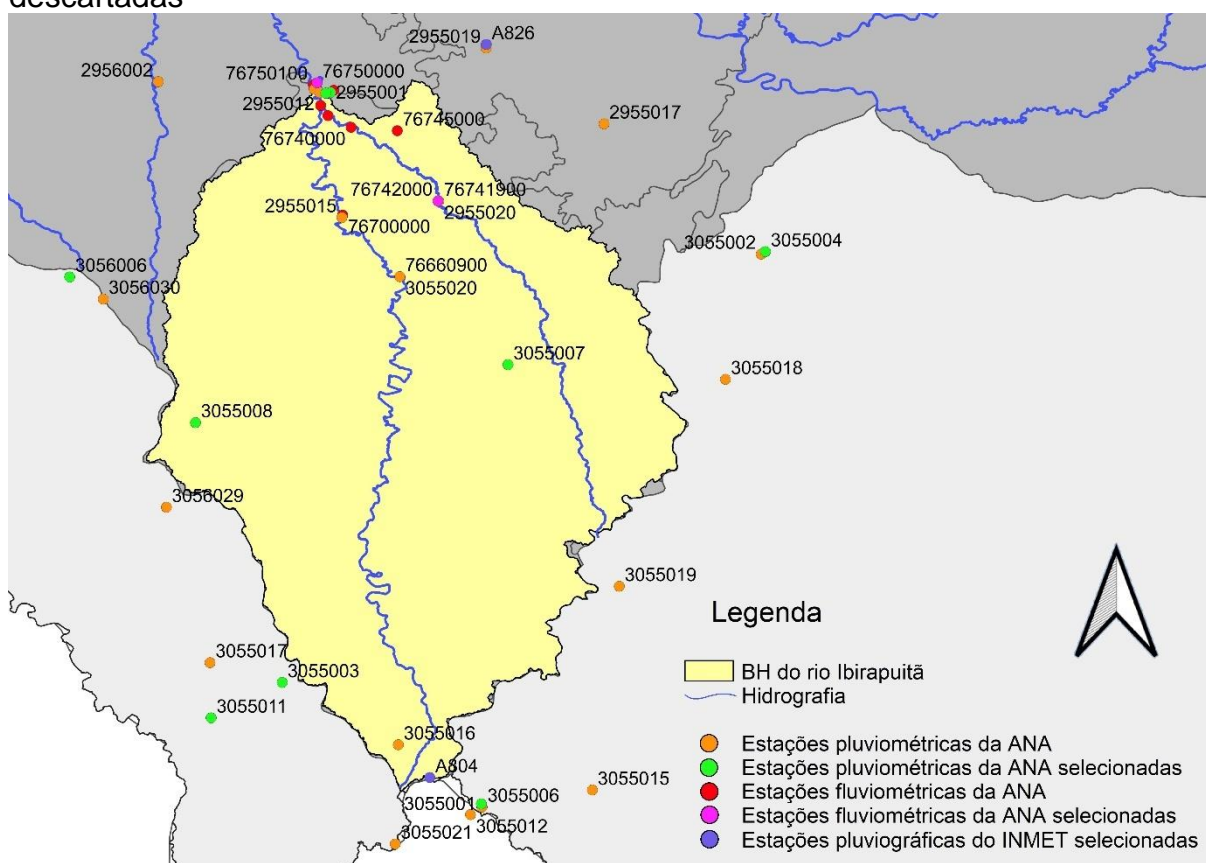 descartadas
2955019 A826
2956002
76750100 76750000
2955001
2955012
2955017
76745000
76740000
76742000 76741900
2955015 2955020
76700000
3055002 3055004
3056006
3056030
76660900
3055020
3055007
3055018
3055008
3056029
3055019
Legenda
BH do rio Ibirapuitã
Hidrografia
3055017
3055003
3055011
3055016
Estações pluviométricas da ANA
A804
Estações pluviométricas da ANA selecionadas
3055001 3055006
3055015
Estações fluviométricas da ANA
3055012
Estações fluviométricas da ANA selecionadas
3055021
Estações pluviográficas do INMET selecionadas